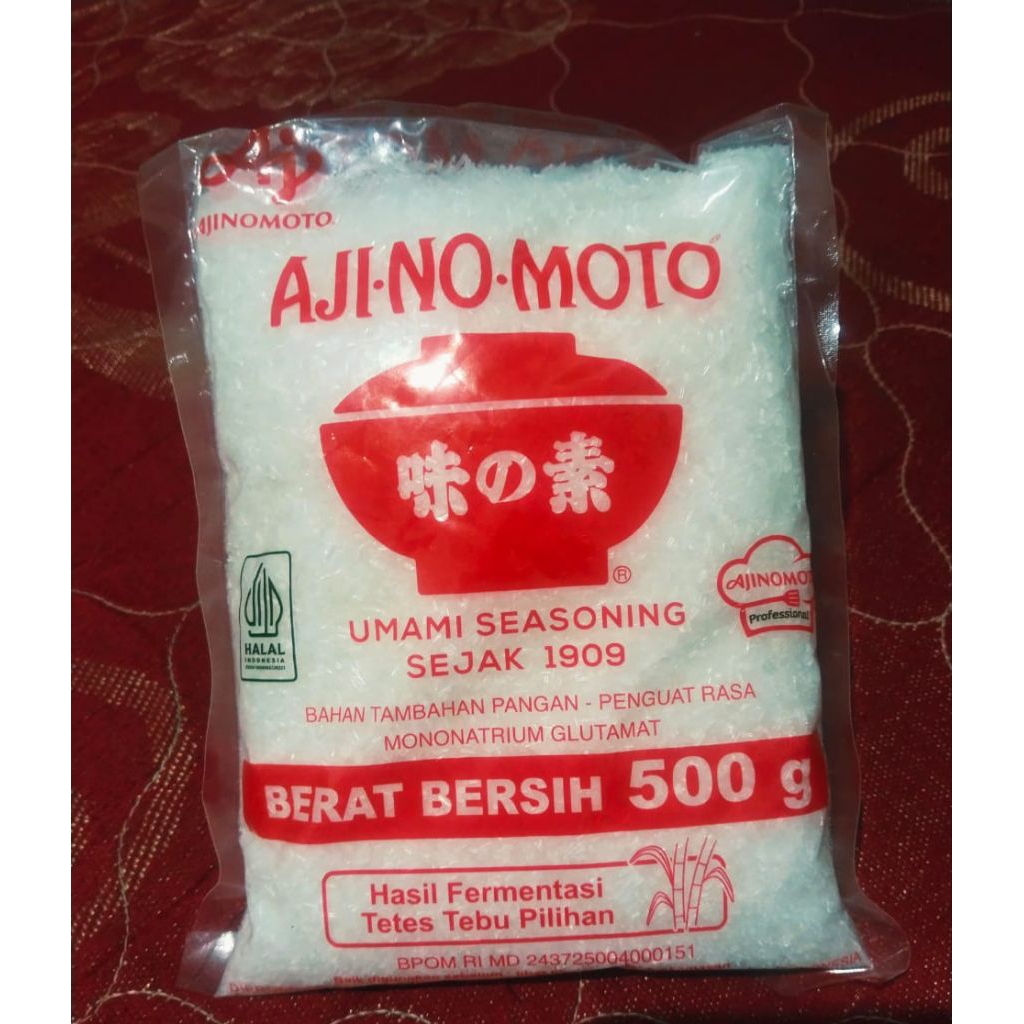 AJINOMOTO
AJI·NO·MOTO
味の素
®
UMAMI SEASONING
SEJAK 1909
HALAL
INDONESIA
AJINOMOT
Professional
BAHAN TAMBAHAN PANGAN - PENGUAT RASA
MONONATRIUM GLUTAMAT
BERAT BERSIH 500 g
Hasil Fermentasi
Tetes Tebu Pilihan
BPOM RI MD 243725004000151